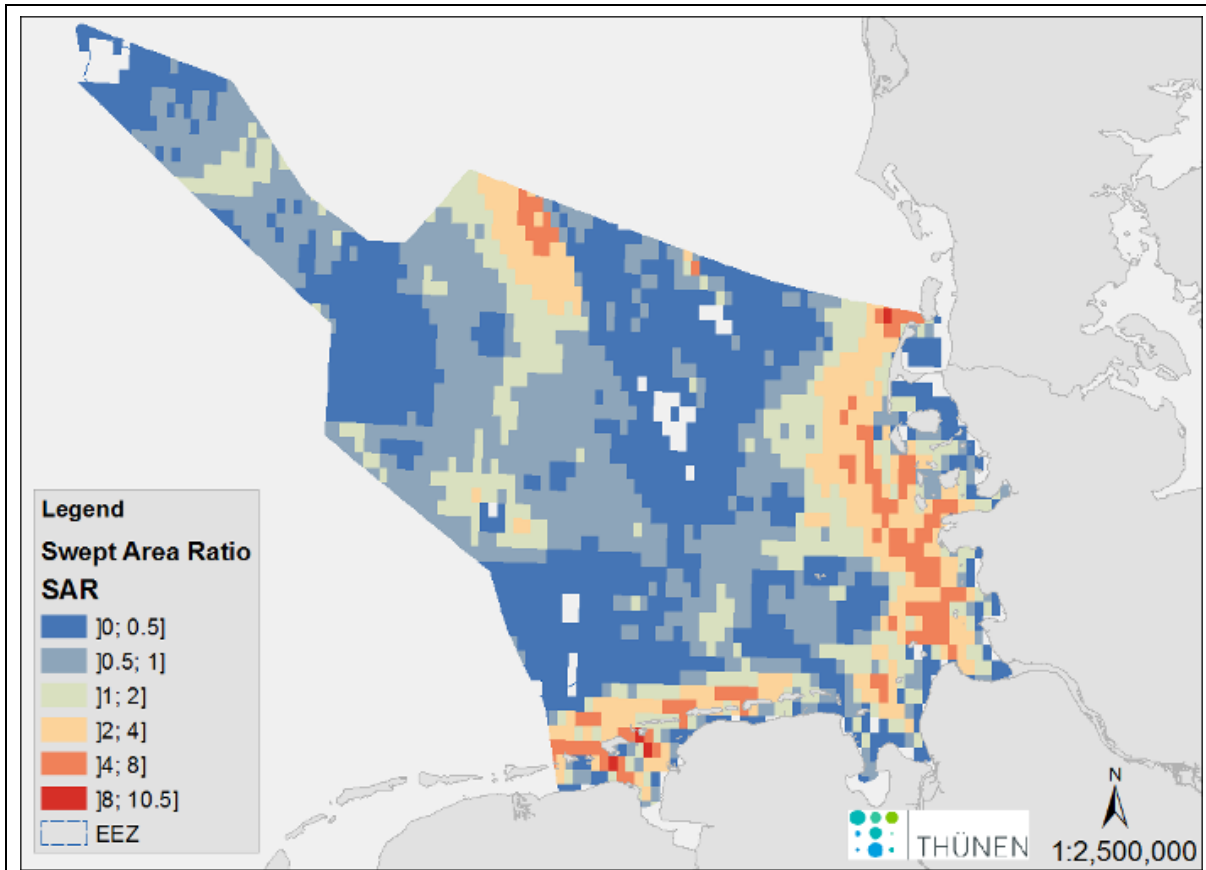 Legend
Swept Area Ratio
SAR
]0; 0.5]
]0.5; 1]
]1; 2]
]2; 4]
]4; 8]
]8; 10.5]
EEZ
N
THÜNEN
1:2,500,000